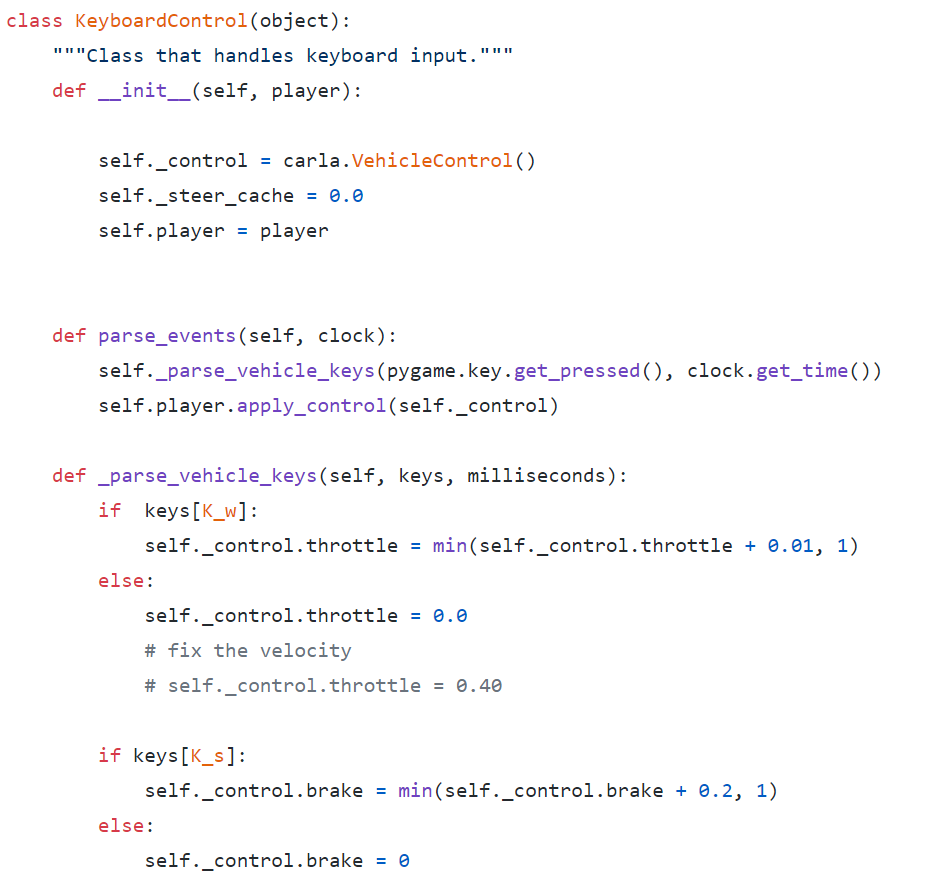 class KeyboardControl(object):
    """Class that handles keyboard input."""
    def __init__(self, player):

        self._control = carla.VehicleControl()
        self._steer_cache = 0.0
        self.player = player


    def parse_events(self, clock):
        self._parse_vehicle_keys(pygame.key.get_pressed(), clock.get_time())
        self.player.apply_control(self._control)

    def _parse_vehicle_keys(self, keys, milliseconds):
        if  keys[K_w]:
            self._control.throttle = min(self._control.throttle + 0.01, 1)
        else:
            self._control.throttle = 0.0
            # fix the velocity
            # self._control.throttle = 0.40

        if keys[K_s]:
            self._control.brake = min(self._control.brake + 0.2, 1)
        else:
            self._control.brake = 0